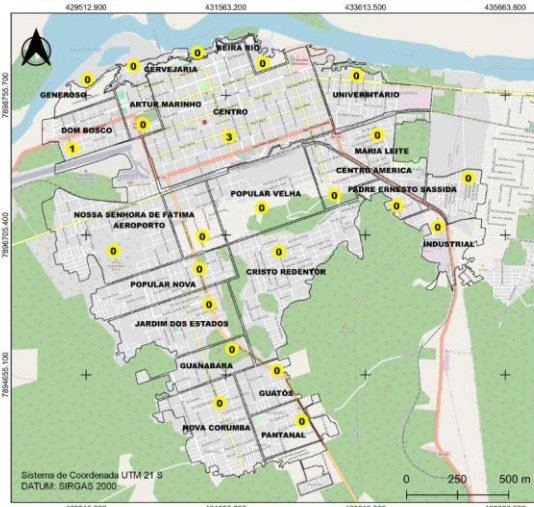 429512.900 431563.200 433613.500 435663.800
7898755.700
7896705.400
7894655.100
BEIRA RIO
0
0
0
CERVEJARIA
0
0
0
GENEROSO
ARTUR MARINHO
UNIVERSITÁRIO
CENTRO
0
DOM BOSCO
3
0
1
MARIA LEITE
CENTRO AMERICA
0
POPULAR VELHA
PADRE ERNESTO SASSIDA
0
0
0
NOSSA SENHORA DE FÁTIMA
0
AEROPORTO
0
INDUSTRIAL
0
0
0
CRISTO REDENTOR
POPULAR NOVA
0
JARDIM DOS ESTADOS
0
GUANABARA
0
GUATÓS
0
NOVA CORUMBA
0
PANTANAL
Sistema de Coordenada UTM 21 S
DATUM: SIRGAS 2000
0 250 500 m